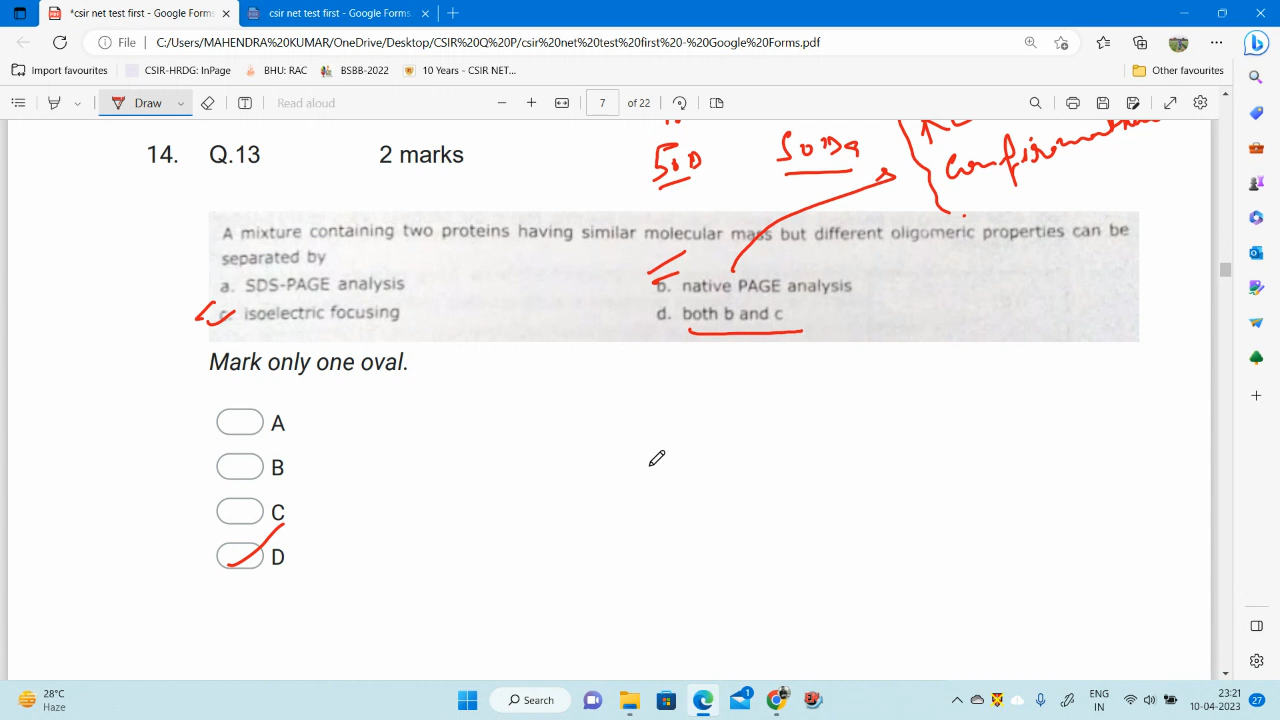 *csir net test first - Google Forms
csir net test first - Google Forms
File
C:/Users/MAHENDRA%20KUMAR/OneDrive/Desktop/CSIR%20Q%20P/csir%20net%20test%20first%20-%20Google%20Forms.pdf
Import favourites
CSIR-HRDG: InPage
BHU: RAC
BSBB-2022
10 Years - CSIR NET...
Other favourites
Draw
Read aloud
7
of 22
14. Q.13 2 marks
A mixture containing two proteins having similar molecular mass but different oligomeric properties can be
separated by
a. SDS-PAGE analysis
b. native PAGE analysis
c. isoelectric focusing
d. both b and c
Mark only one oval.
A
B
C
D
28°C
Haze
Search
1
ENG
IN
23:21
10-04-2023
27